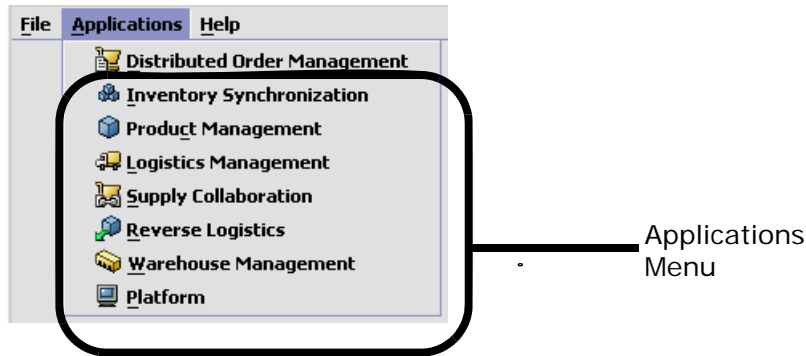 File Applications Help
Distributed Order Management
Inventory Synchronization
Product Management
Logistics Management
Supply Collaboration
Reverse Logistics
Warehouse Management
Platform
Applications
Menu